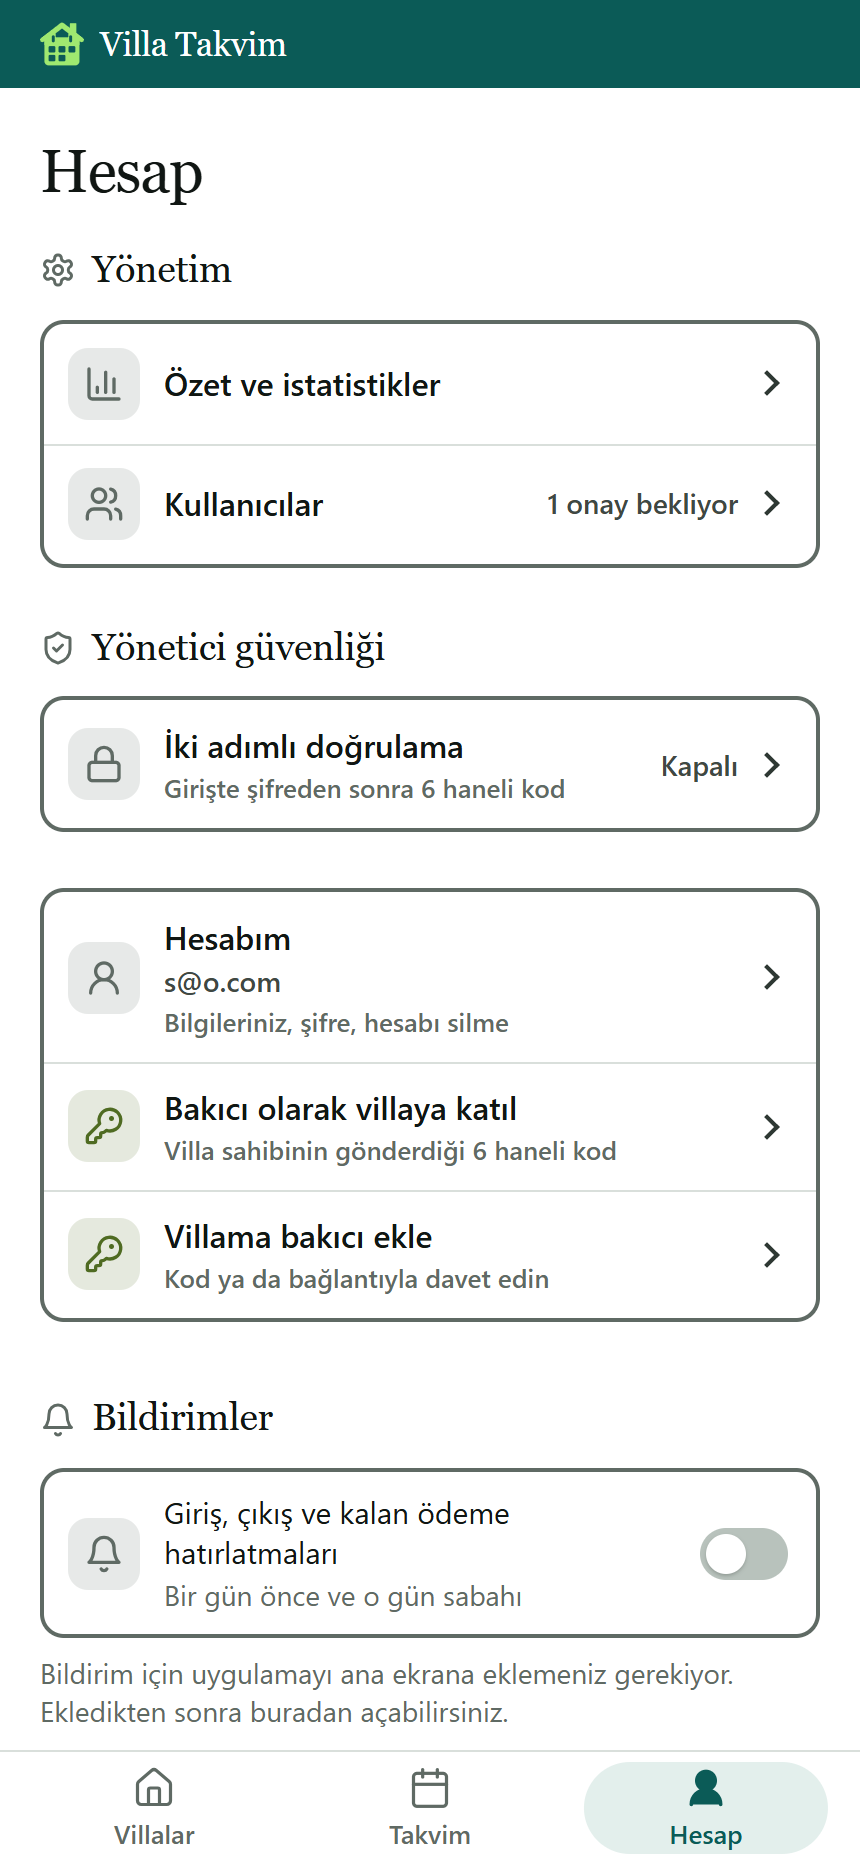 Villa Takvim
Hesap
Yönetim
Özet ve istatistikler
Kullanıcılar
1 onay bekliyor
Yönetici güvenliği
İki adımlı doğrulama
Girişte şifreden sonra 6 haneli kod
Kapalı
Hesabım
s@o.com
Bilgileriniz, şifre, hesabı silme
Bakıcı olarak villaya katıl
Villa sahibinin gönderdiği 6 haneli kod
Villama bakıcı ekle
Kod ya da bağlantıyla davet edin
Bildirimler
Giriş, çıkış ve kalan ödeme
hatırlatmaları
Bir gün önce ve o gün sabahı
Bildirim için uygulamayı ana ekrana eklemeniz gerekiyor.
Ekledikten sonra buradan açabilirsiniz.
Villalar
Takvim
Hesap